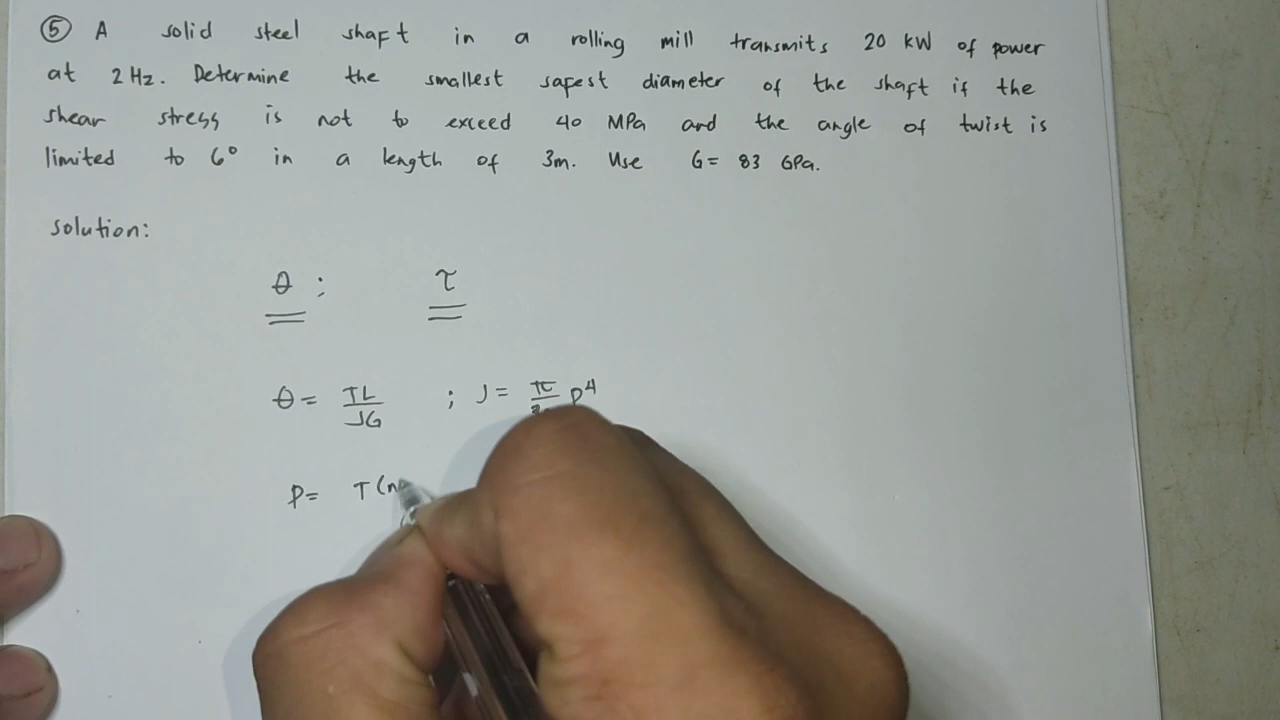 ⑤ A solid steel shaft in a rolling mill transmits 20 kW of power
at 2 Hz. Determine the smallest safest diameter of the shaft if the
shear stress is not to exceed 40 MPa and the angle of twist is
limited to 6° in a length of 3m. Use G = 83 GPa.
solution:
θ ; τ
θ = TL/JG ; J = π/ D⁴
P = T(